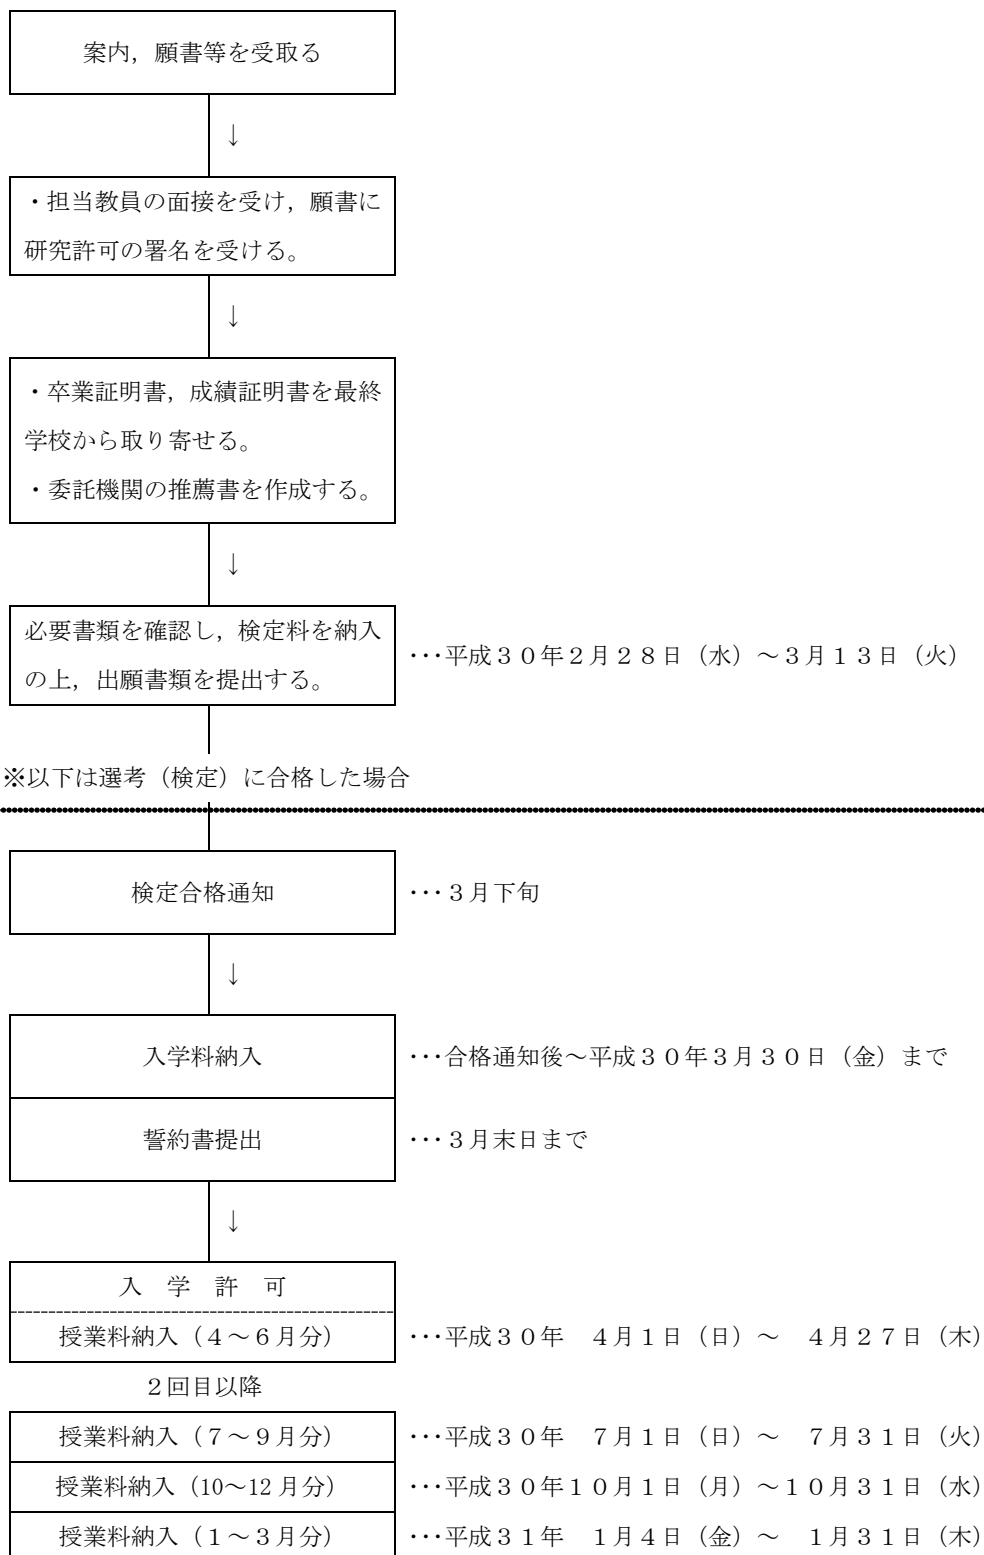 案内，願書等を受取る
↓
・担当教員の面接を受け，願書に
研究許可の署名を受ける。
↓
・卒業証明書，成績証明書を最終
学校から取り寄せる。
・委託機関の推薦書を作成する。
↓
必要書類を確認し，検定料を納入
の上，出願書類を提出する。
･･･平成３０年２月２８日（水）～３月１３日（火）
※以下は選考（検定）に合格した場合
検定合格通知 ･･･３月下旬
↓
入学料納入 ･･･合格通知後～平成３０年３月３０日（金）まで
誓約書提出 ･･･３月末日まで
↓
入　学　許　可
授業料納入（４～６月分） ･･･平成３０年　４月１日（日）～　４月２７日（木）
２回目以降
授業料納入（７～９月分） ･･･平成３０年　７月１日（日）～　７月３１日（火）
授業料納入（10～12 月分） ･･･平成３０年１０月１日（月）～１０月３１日（水）
授業料納入（１～３月分） ･･･平成３１年　１月４日（金）～　１月３１日（木）